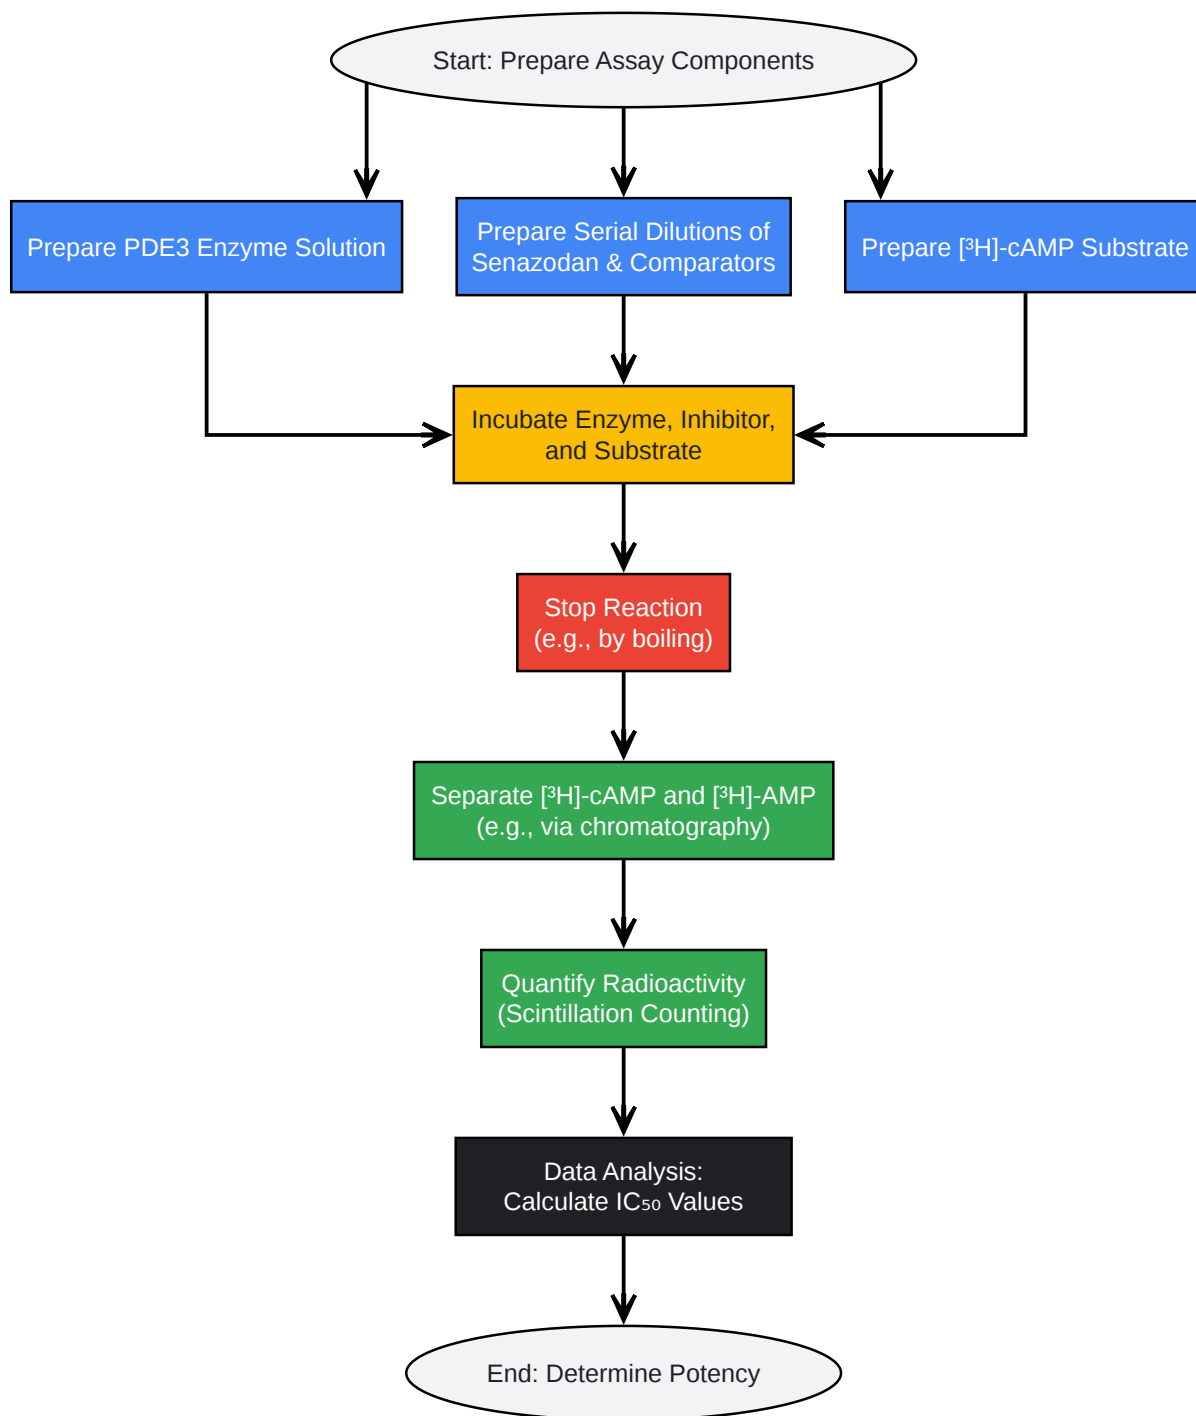 Start: Prepare Assay Components
Prepare PDE3 Enzyme Solution
Prepare Serial Dilutions of
Senazodan & Comparators
Prepare [³H]-cAMP Substrate
Incubate Enzyme, Inhibitor,
and Substrate
Stop Reaction
(e.g., by boiling)
Separate [³H]-cAMP and [³H]-AMP
(e.g., via chromatography)
Quantify Radioactivity
(Scintillation Counting)
Data Analysis:
Calculate IC₅₀ Values
End: Determine Potency